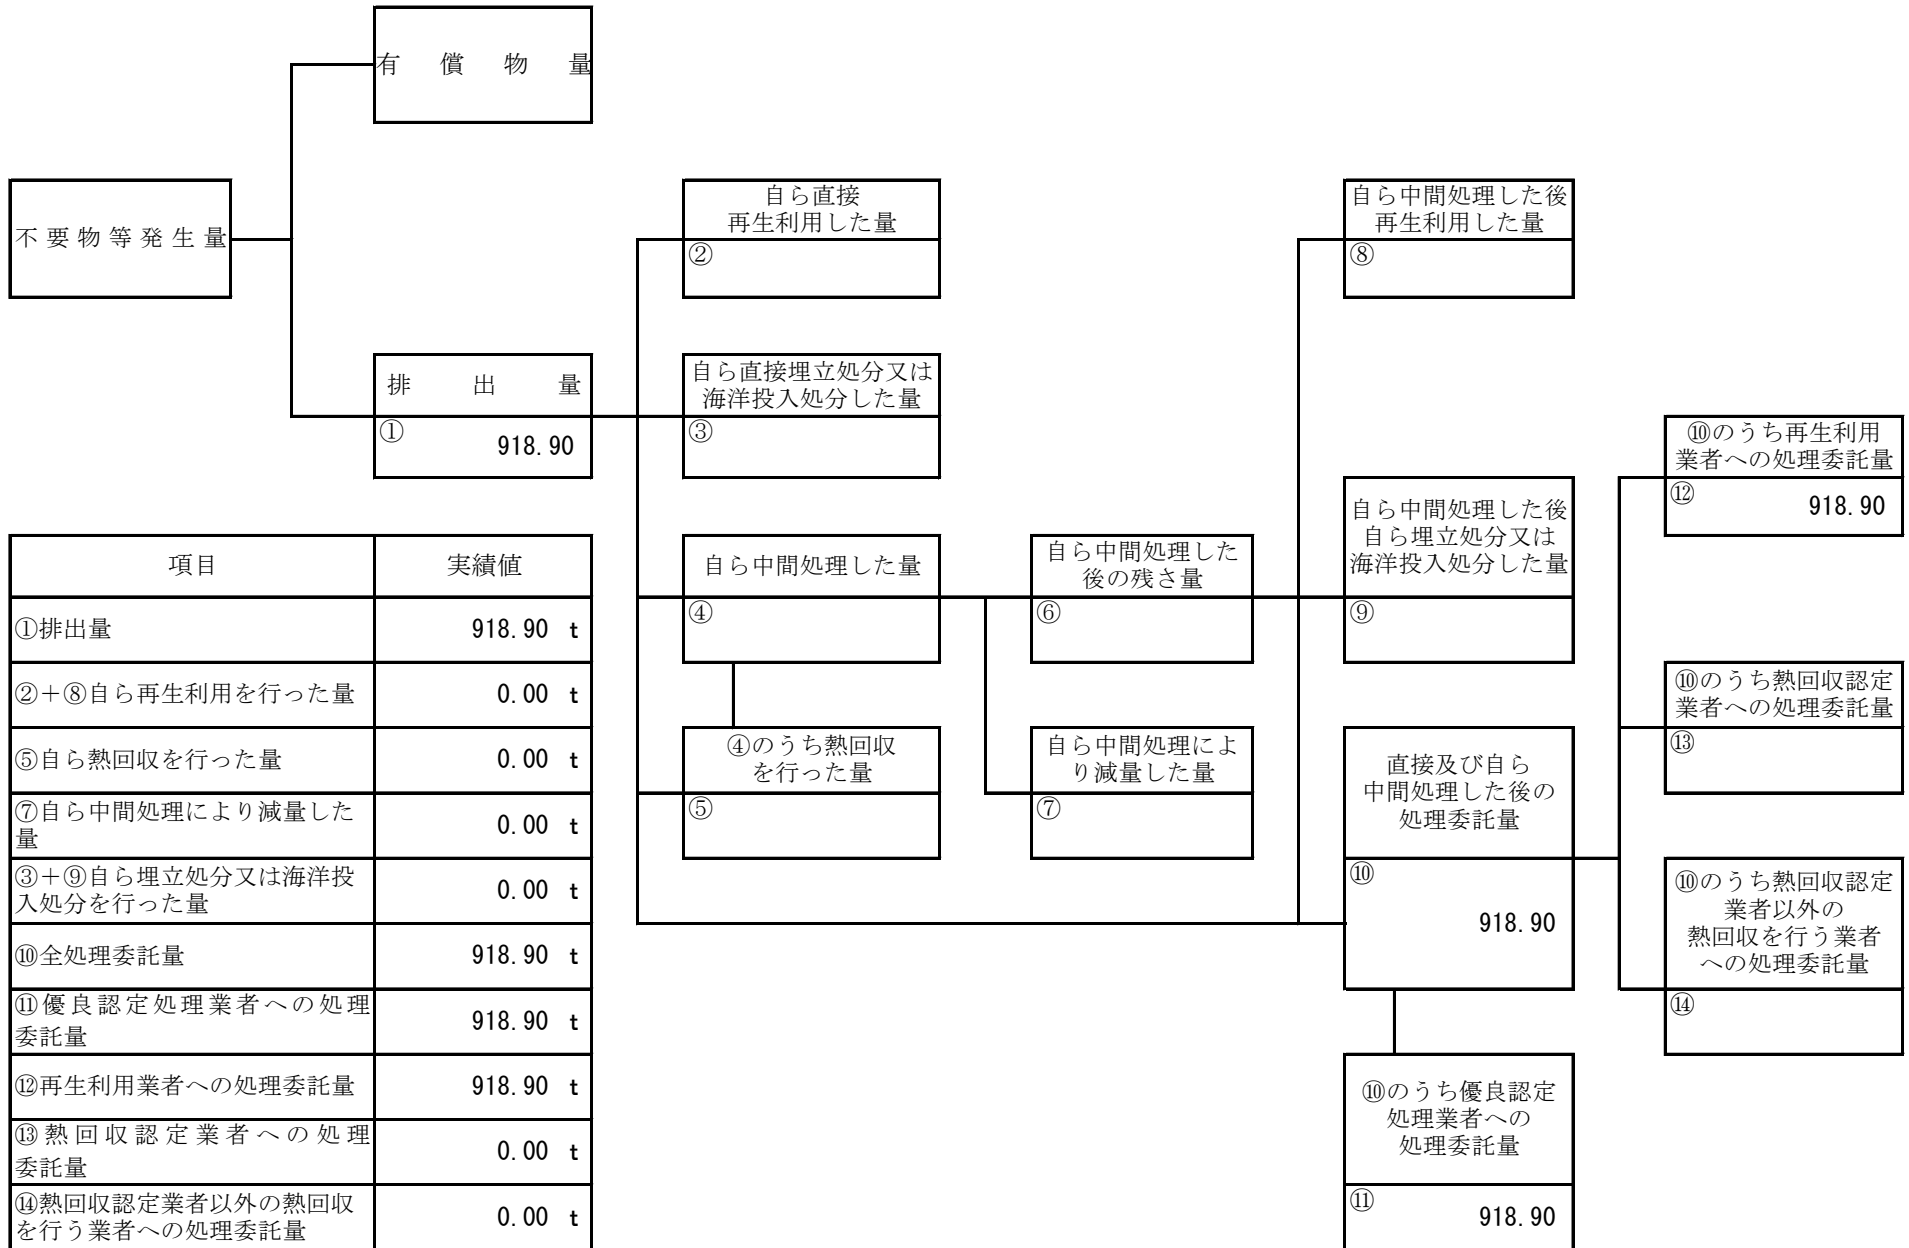 有償物量
不要物等発生量
自ら直接
再生利用した量
②
自ら中間処理した後
再生利用した量
⑧
排出量
①
918.90
自ら直接埋立処分又は
海洋投入処分した量
③
⑩のうち再生利用
業者への処理委託量
⑫
918.90
自ら中間処理した量
④
自ら中間処理した
後の残さ量
⑥
自ら中間処理した後
自ら埋立処分又は
海洋投入処分した量
⑨
⑩のうち熱回収認定
業者への処理委託量
⑬
④のうち熱回収
を行った量
⑤
自ら中間処理によ
り減量した量
⑦
直接及び自ら
中間処理した後の
処理委託量
⑩
918.90
⑩のうち熱回収認定
業者以外の
熱回収を行う業者
への処理委託量
⑭
⑩のうち優良認定
処理業者への
処理委託量
⑪
918.90
項目 実績値
①排出量 918.90 t
②＋⑧自ら再生利用を行った量 0.00 t
⑤自ら熱回収を行った量 0.00 t
⑦自ら中間処理により減量した
量 0.00 t
③＋⑨自ら埋立処分又は海洋投
入処分を行った量 0.00 t
⑩全処理委託量 918.90 t
⑪優良認定処理業者への処理
委託量 918.90 t
⑫再生利用業者への処理委託量 918.90 t
⑬熱回収認定業者への処理
委託量 0.00 t
⑭熱回収認定業者以外の熱回収
を行う業者への処理委託量 0.00 t